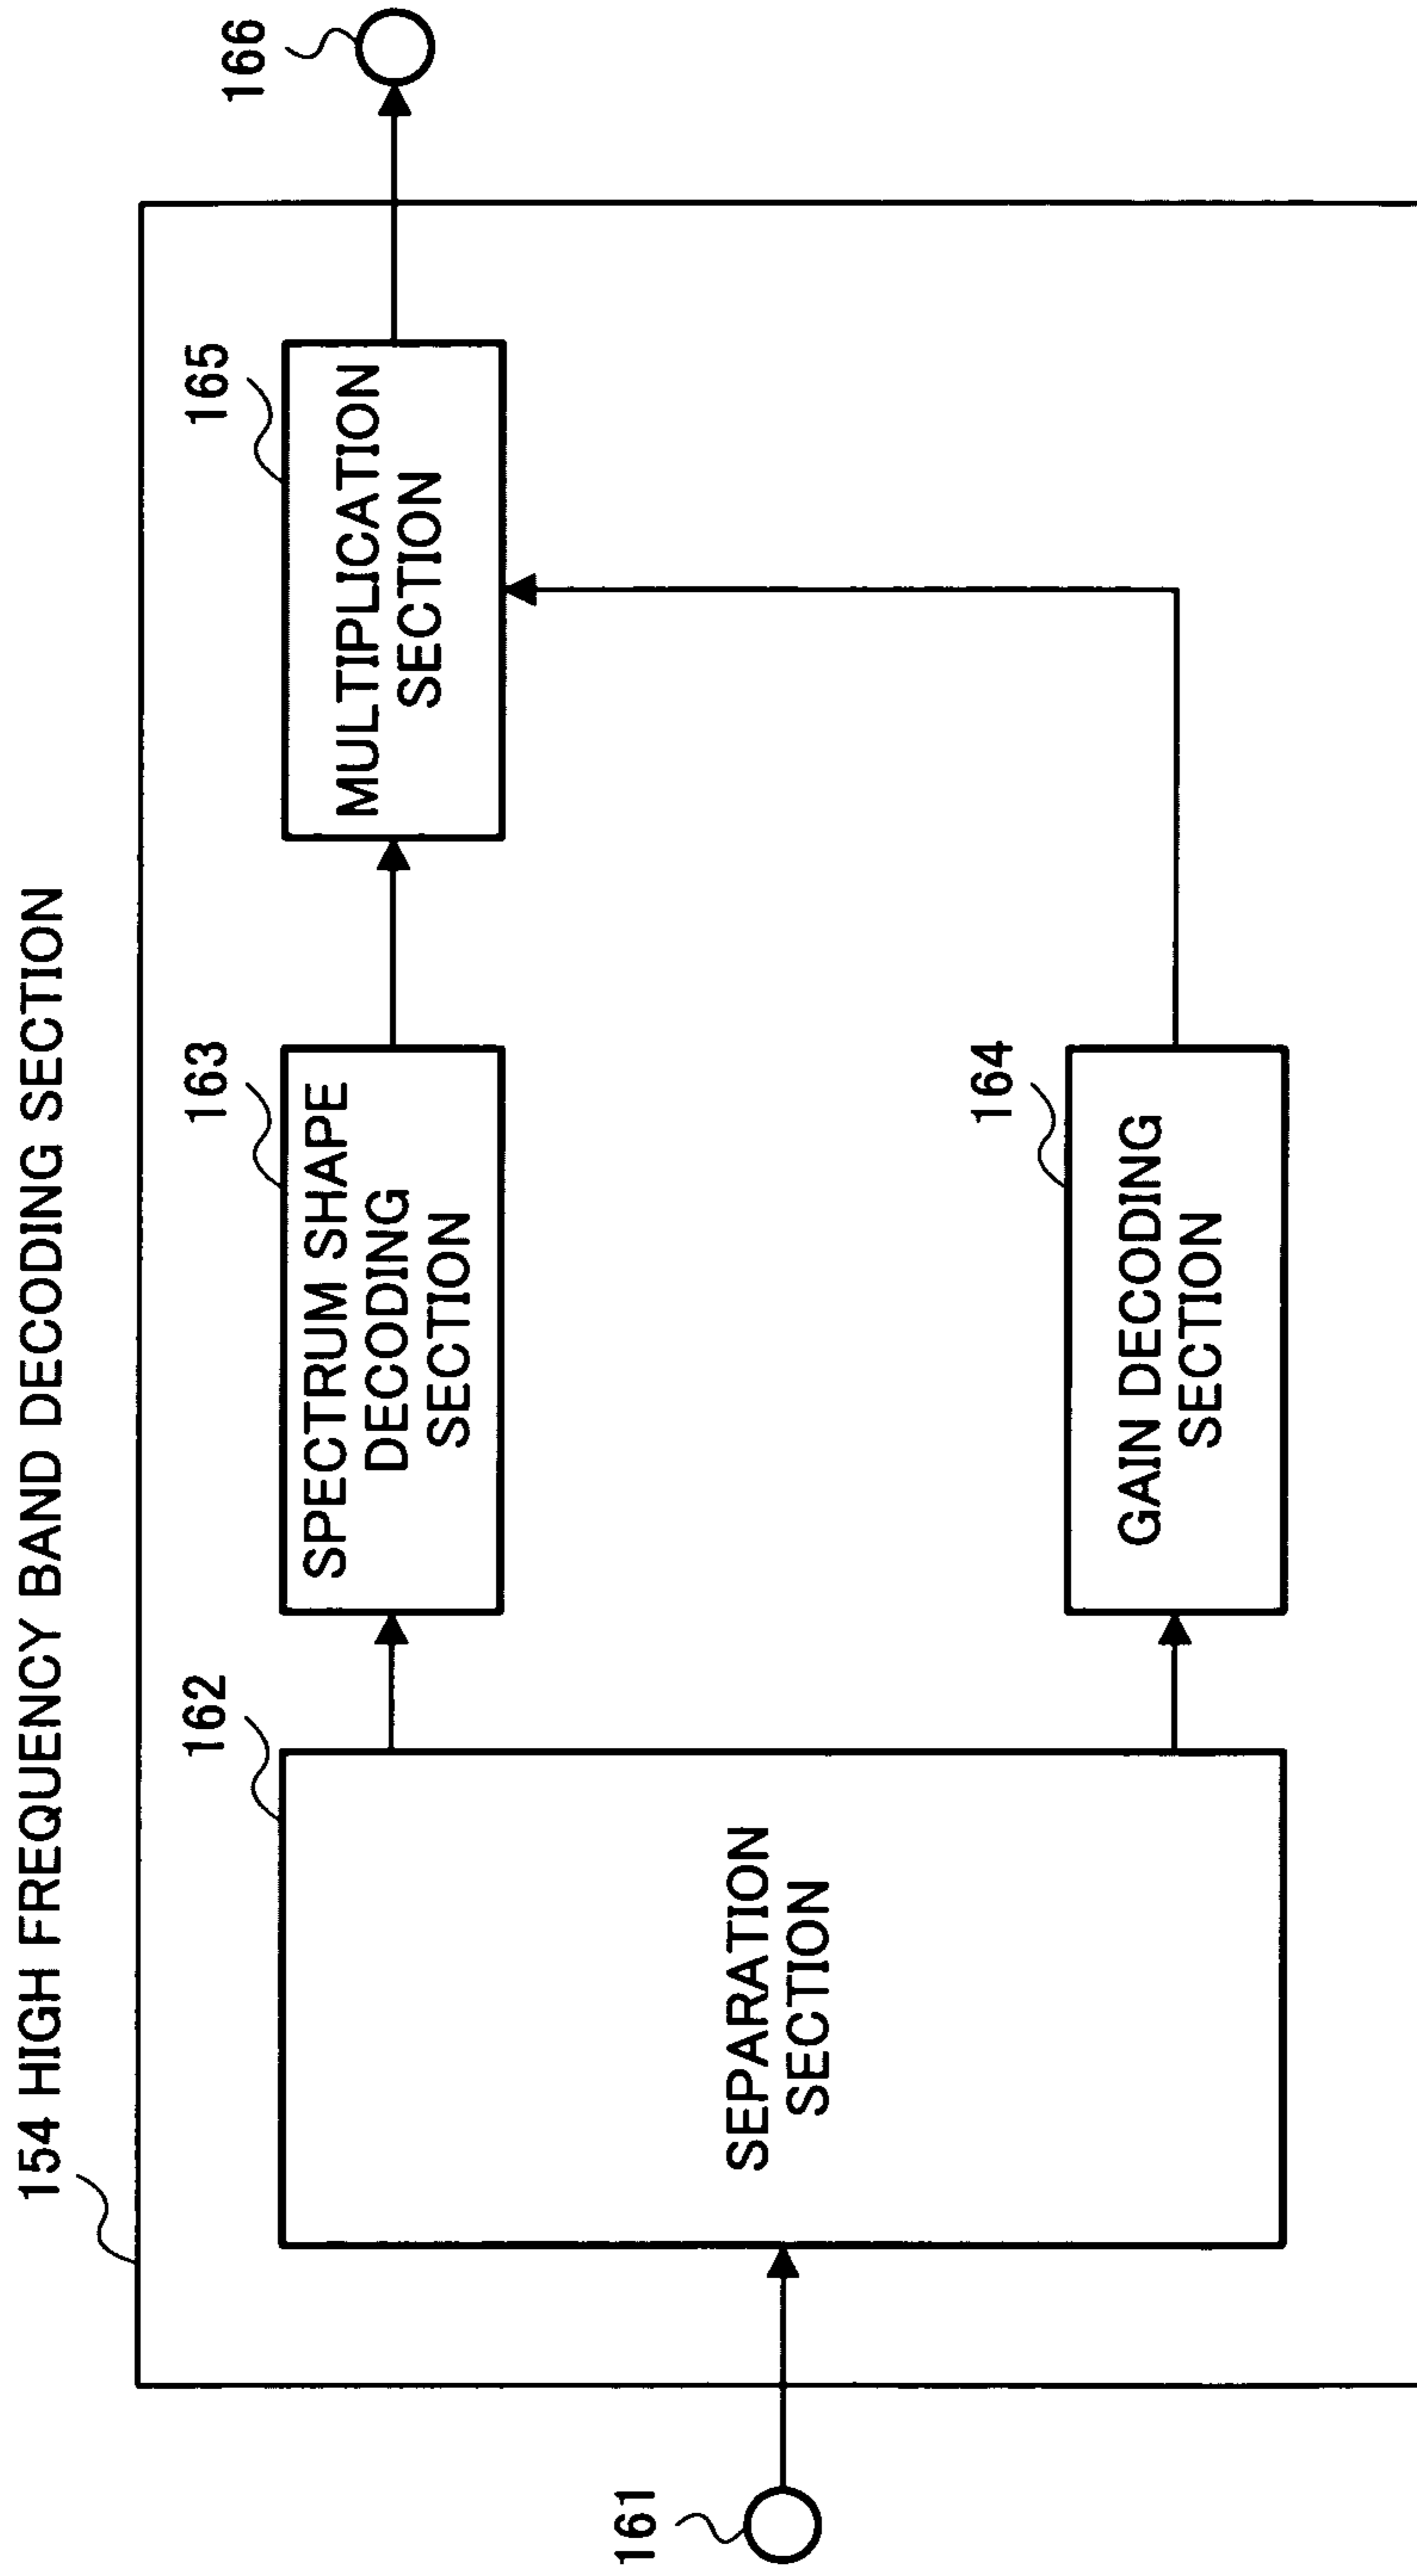 154 HIGH FREQUENCY BAND DECODING SECTION
161
162
SEPARATION
SECTION
163
SPECTRUM SHAPE
DECODING
SECTION
164
GAIN DECODING
SECTION
165
MULTIPLICATION
SECTION
166